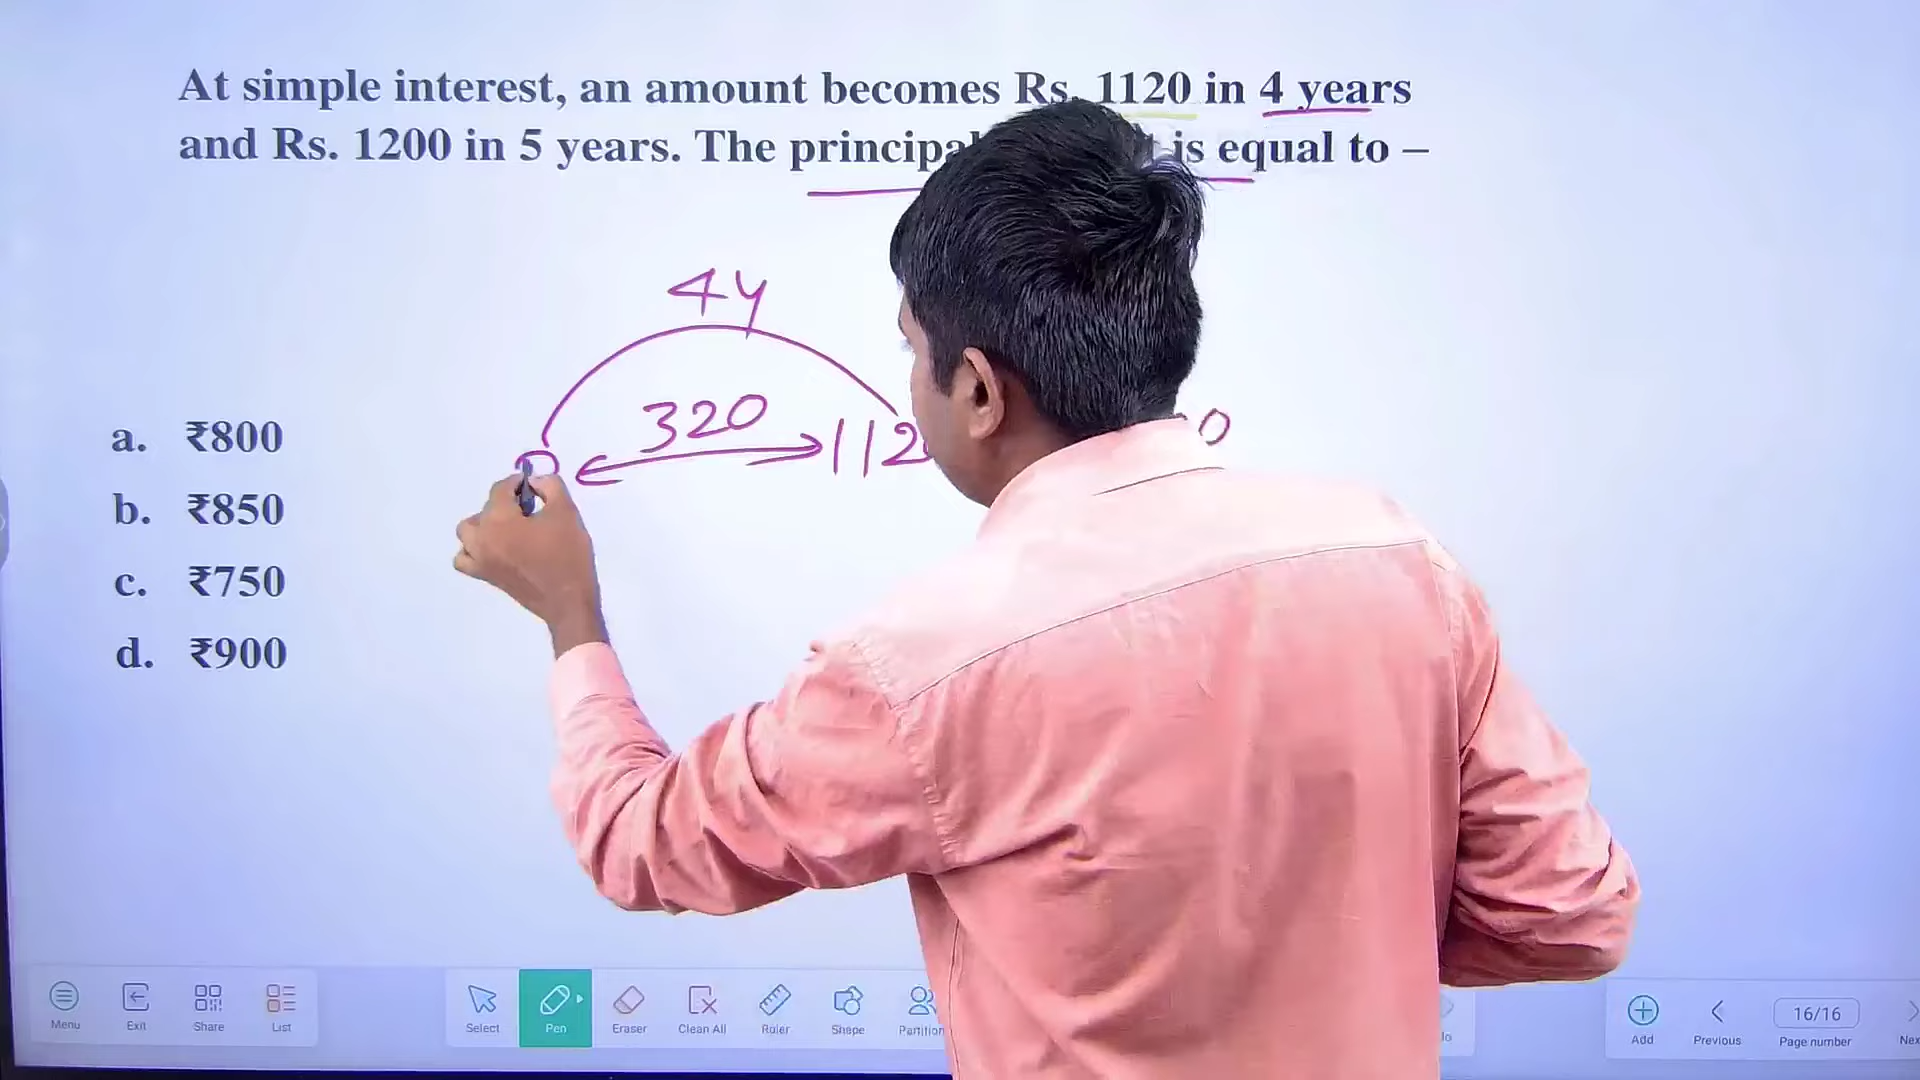 At simple interest, an amount becomes Rs. 1120 in 4 years
and Rs. 1200 in 5 years. The is equal to –
4y
320
112
0
a. ₹800
b. ₹850
c. ₹750
d. ₹900
Menu Exit Share List Select Pen Eraser Clean All Ruler Shape Add Previous 16/16 Page number